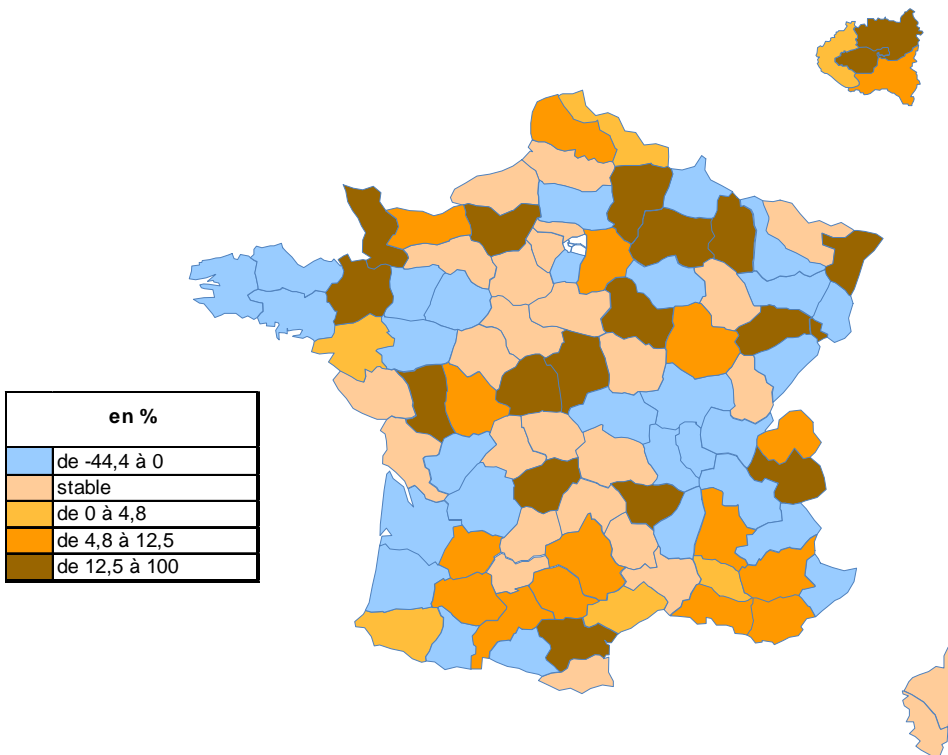 en %
de -44,4 à 0
stable
de 0 à 4,8
de 4,8 à 12,5
de 12,5 à 100